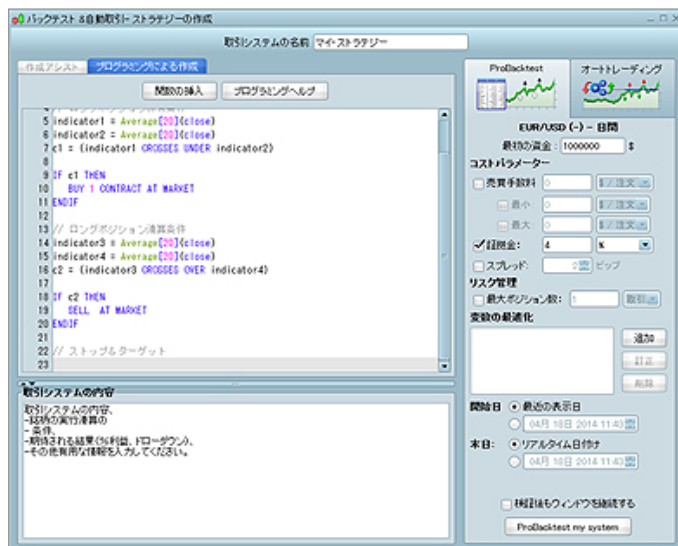 バックテスト &自動取引- ストラテジーの作成
取引システムの名前 マイ・ストラテジー
作成アシスト プログラミングによる作成
関数の挿入 プログラミングヘルプ
5 indicator1 = Average[20](close)
6 indicator2 = Average[20](close)
7 c1 = (indicator1 CROSSES UNDER indicator2)
8
9 IF c1 THEN
10 BUY 1 CONTRACT AT MARKET
11 ENDIF
12
13 // ロングポジション清算条件
14 indicator3 = Average[20](close)
15 indicator4 = Average[20](close)
16 c2 = (indicator3 CROSSES OVER indicator4)
17
18 IF c2 THEN
19 SELL AT MARKET
20 ENDIF
21
22 // ストップ&ターゲット
23
取引システムの内容
取引システムの内容、
-銘柄の実行清算の
- 条件、
-期待される結果(%利益、ドローダウン)、
-その他有用な情報を入力してください。
ProBacktest オートトレーディング
EUR/USD (-) - 日間
最初の資金: 1000000 $
コストパラメーター
売買手数料 0 $ / 注文
最小: 0 $ / 注文
最大: 0 $ / 注文
証拠金: 4 %
スプレッド: 0 ピップ
リスク管理
最大ポジション数: 1 取引
変数の最適化
追加
訂正
削除
開始日 最近の表示日
04月 18日 2014 11:43
末日: リアルタイム日付け
04月 18日 2014 11:43
検証後もウィンドウを継続する
ProBacktest my system